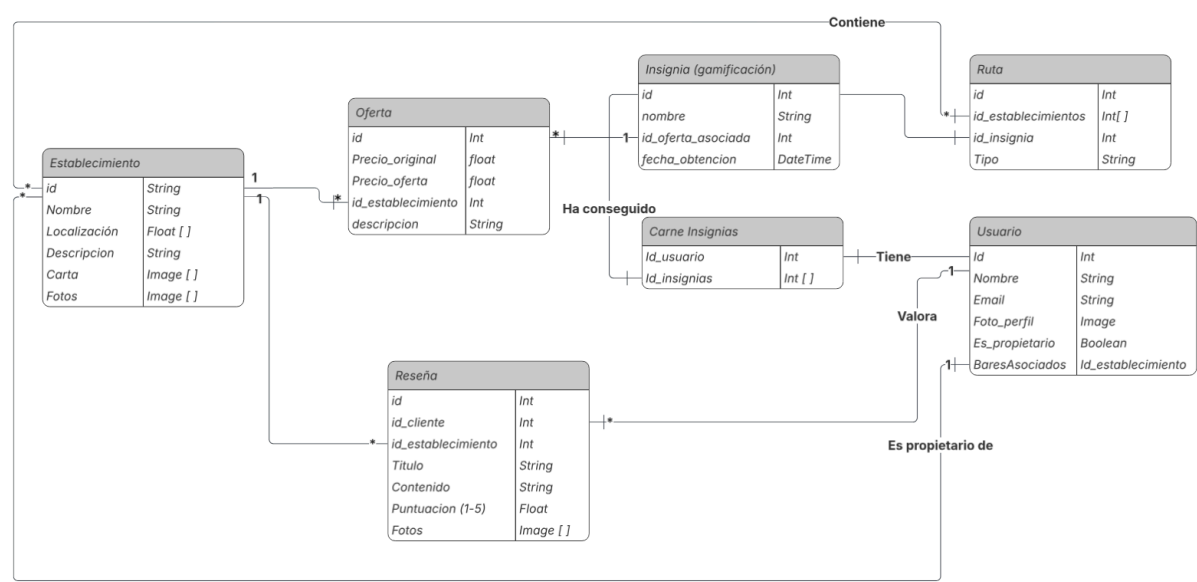 Contiene
Insignia (gamificación)
id Int
nombre String
id_oferta_asociada Int
fecha_obtencion DateTime
Ruta
id Int
id_establecimientos Int[ ]
id_insignia Int
Tipo String
*
Oferta
id Int
Precio_original float
Precio_oferta float
id_establecimiento Int
descripcion String
*
1
Establecimiento
id String
Nombre String
Localización Float [ ]
Descripcion String
Carta Image [ ]
Fotos Image [ ]
*
*
1
1
*
Ha conseguido
Carne Insignias
Id_usuario Int
Id_insignias Int [ ]
Tiene
Usuario
Id Int
Nombre String
Email String
Foto_perfil Image
Es_propietario Boolean
BaresAsociados Id_establecimiento
1
Valora
1
Reseña
id Int
id_cliente Int
id_establecimiento Int
Titulo String
Contenido String
Puntuacion (1-5) Float
Fotos Image [ ]
*
*
Es propietario de